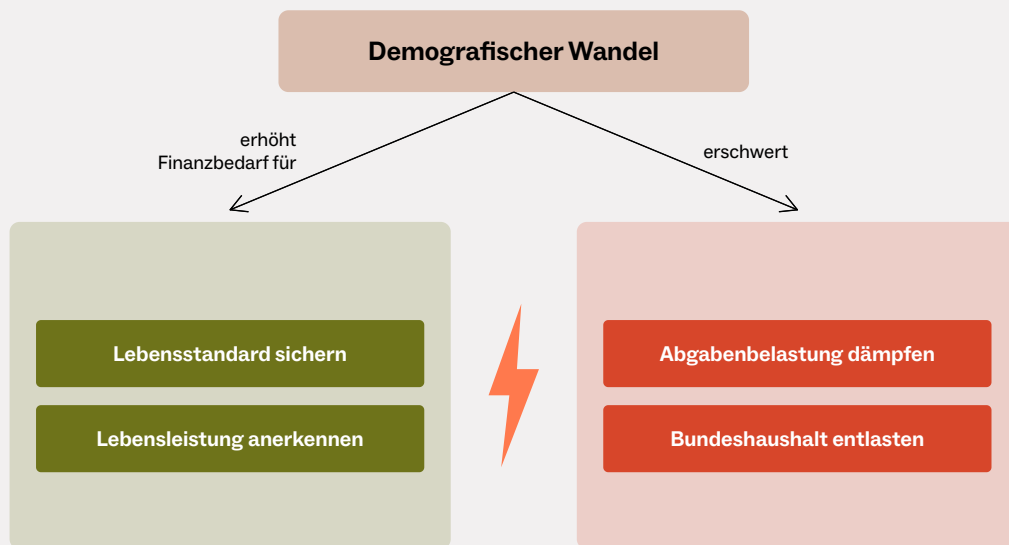 Demografischer Wandel
erhöht
Finanzbedarf für
erschwert
Lebensstandard sichern
Lebensleistung anerkennen
Abgabenbelastung dämpfen
Bundeshaushalt entlasten